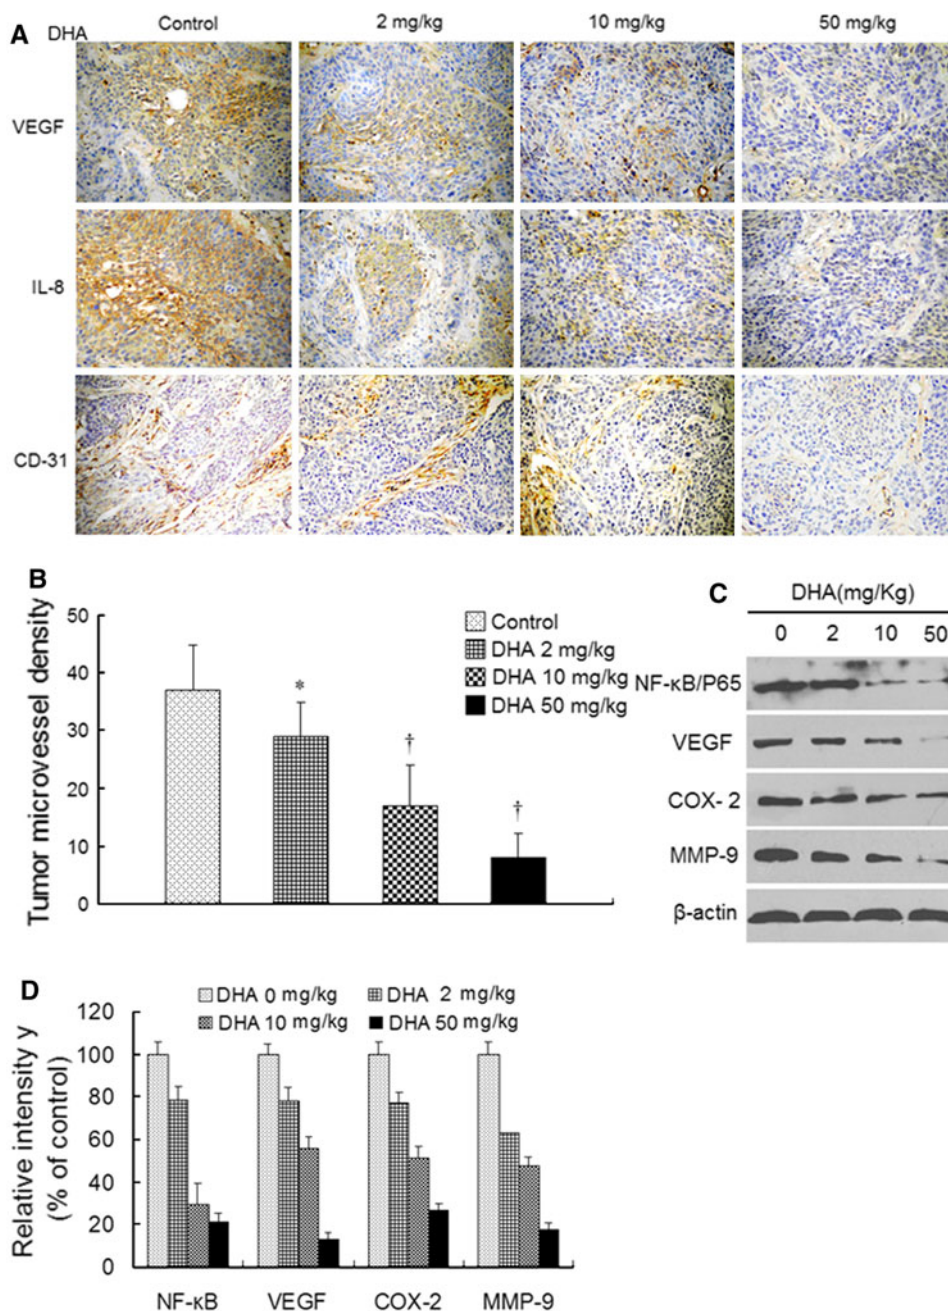 A
DHA
Control
2 mg/kg
10 mg/kg
50 mg/kg
VEGF
IL-8
CD-31
B
Tumor microvessel density
50
40
30
20
10
0
*
†
†
Control
DHA 2 mg/kg
DHA 10 mg/kg
DHA 50 mg/kg
C
DHA(mg/Kg)
0 2 10 50
NF-κB/P65
VEGF
COX- 2
MMP-9
β-actin
D
DHA 0 mg/kg
DHA 2 mg/kg
DHA 10 mg/kg
DHA 50 mg/kg
Relative intensity y
(% of control)
120
100
80
60
40
20
0
NF-κB VEGF COX-2 MMP-9